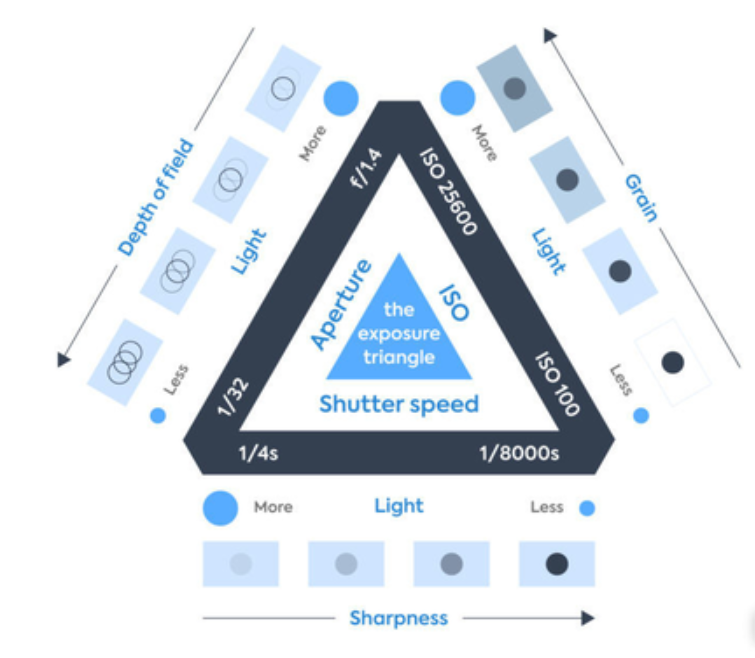 More
More
f/1.4
ISO 25600
Depth of field
Grain
Light
Light
Aperture
ISO
the
exposure
triangle
Less
Less
1/32
ISO 100
Shutter speed
1/4s
1/8000s
More
Light
Less
Sharpness